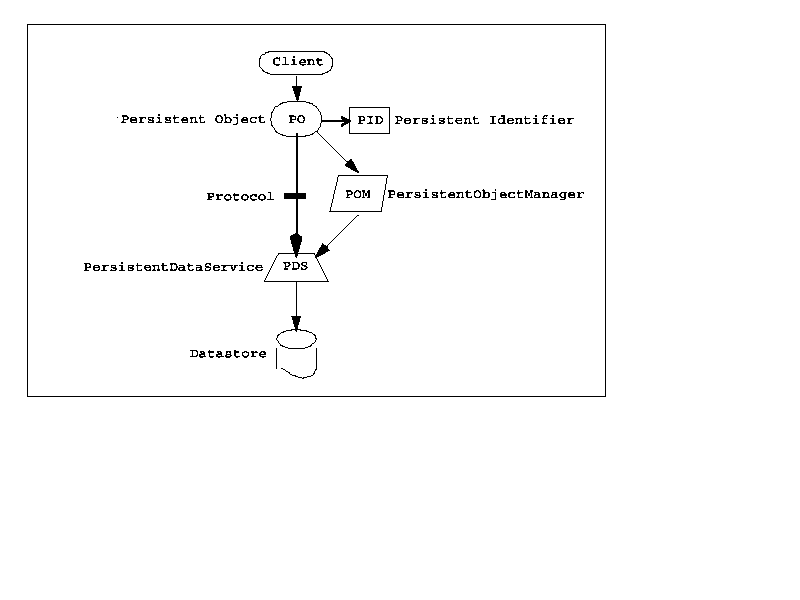 Client
Persistent Object PO PID Persistent Identifier
Protocol POM PersistentObjectManager
PersistentDataService PDS
Datastore